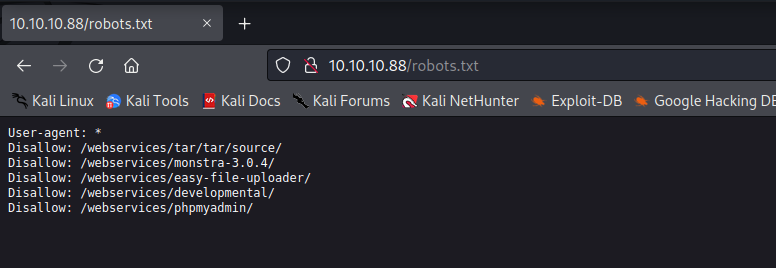 10.10.10.88/robots.txt
10.10.10.88/robots.txt
Kali Linux Kali Tools Kali Docs Kali Forums Kali NetHunter Exploit-DB Google Hacking DB
User-agent: *
Disallow: /webservices/tar/tar/source/
Disallow: /webservices/monstra-3.0.4/
Disallow: /webservices/easy-file-uploader/
Disallow: /webservices/developmental/
Disallow: /webservices/phpmyadmin/